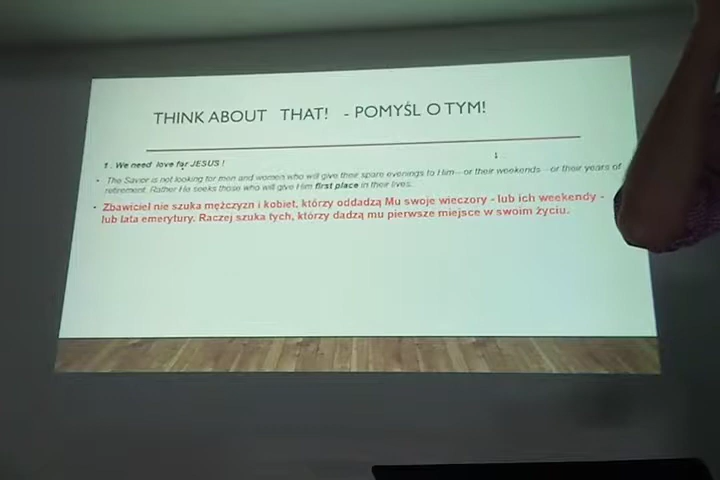 THINK ABOUT THAT! - POMYŚL O TYM!
1. We need love for JESUS !
• The Savior is not looking for men and women who will give their spare evenings to Him - or their weekends - or their years of
retirement. Rather He seeks those who will give Him first place in their lives.
• Zbawiciel nie szuka mężczyzn i kobiet, którzy oddadzą Mu swoje wieczory - lub ich weekendy -
lub lata emerytury. Raczej szuka tych, którzy dadzą mu pierwsze miejsce w swoim życiu.